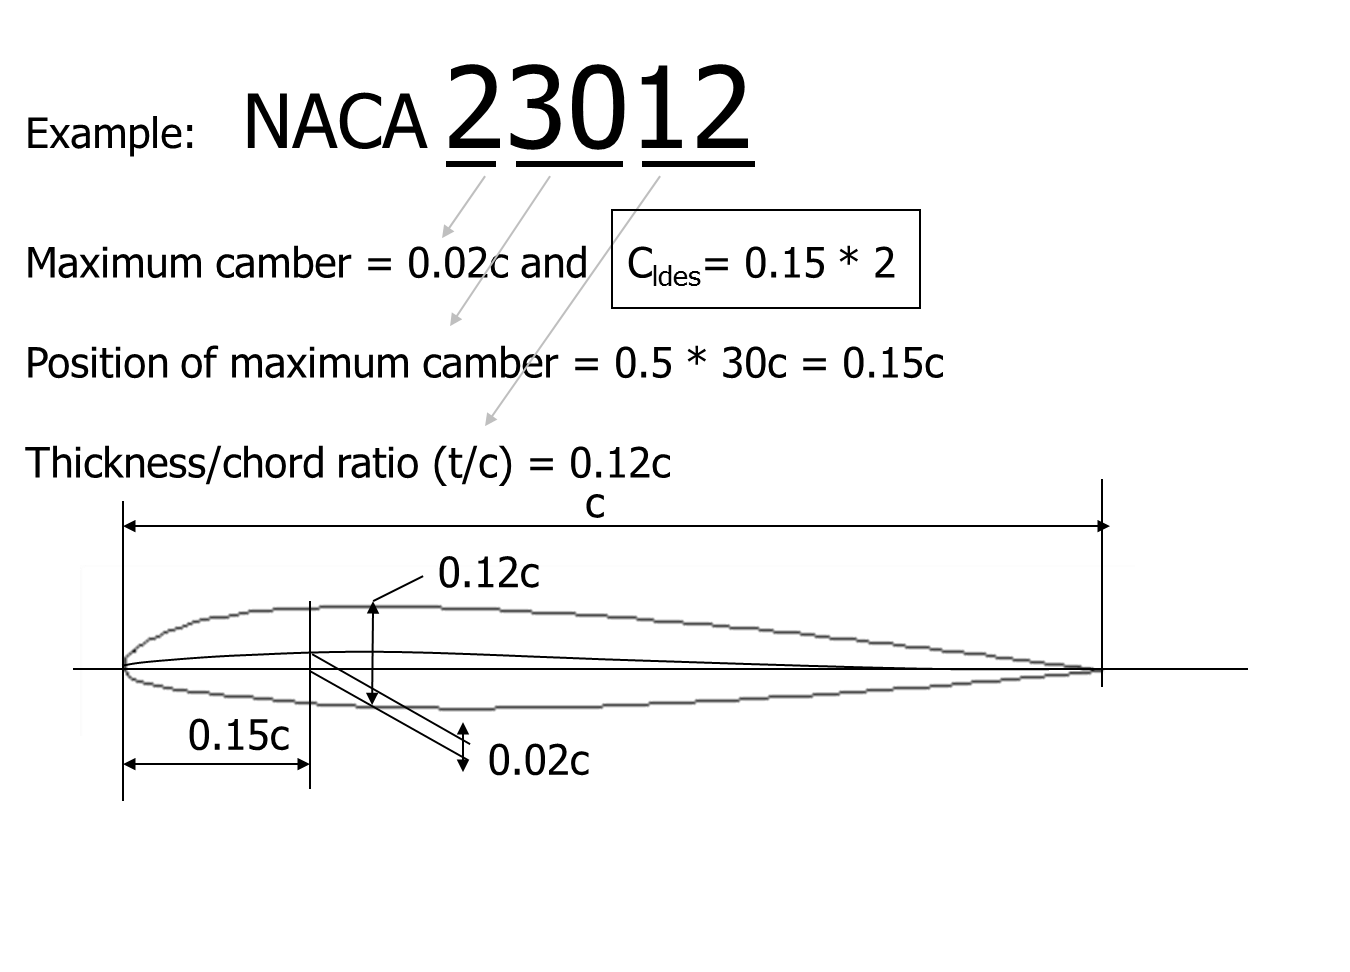 Example: NACA 23012
Maximum camber = 0.02c and Cldes= 0.15 * 2
Position of maximum camber = 0.5 * 30c = 0.15c
Thickness/chord ratio (t/c) = 0.12c
c
0.12c
0.15c
0.02c